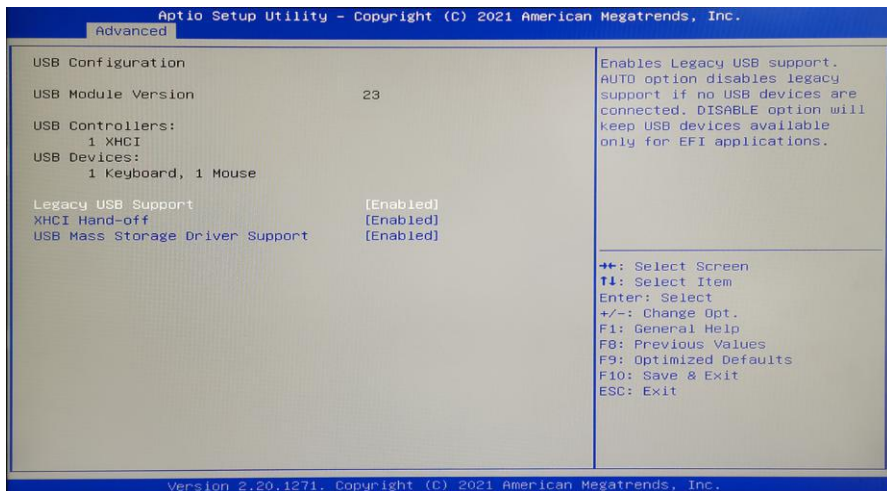 Aptio Setup Utility – Copyright (C) 2021 American Megatrends, Inc.
Advanced
USB Configuration
USB Module Version 23
USB Controllers:
1 XHCI
USB Devices:
1 Keyboard, 1 Mouse
Legacy USB Support [Enabled]
XHCI Hand-off [Enabled]
USB Mass Storage Driver Support [Enabled]
Enables Legacy USB support.
AUTO option disables legacy
support if no USB devices are
connected. DISABLE option will
keep USB devices available
only for EFI applications.
→←: Select Screen
↑↓: Select Item
Enter: Select
+/-: Change Opt.
F1: General Help
F8: Previous Values
F9: Optimized Defaults
F10: Save & Exit
ESC: Exit
Version 2.20.1271. Copyright (C) 2021 American Megatrends, Inc.